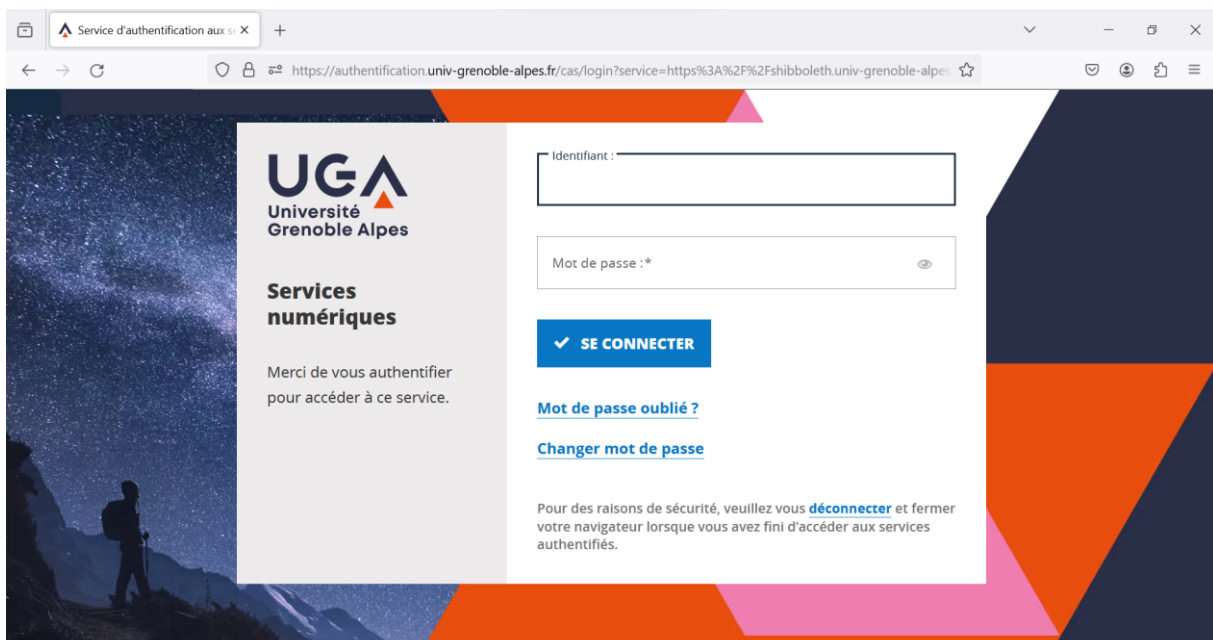 Service d'authentification aux se
https://authentification.univ-grenoble-alpes.fr/cas/login?service=https%3A%2F%2Fshibboleth.univ-grenoble-alpes
UGA
Université
Grenoble Alpes
Services
numériques
Merci de vous authentifier
pour accéder à ce service.
Identifiant :
Mot de passe :*
SE CONNECTER
Mot de passe oublié ?
Changer mot de passe
Pour des raisons de sécurité, veuillez vous déconnecter et fermer
votre navigateur lorsque vous avez fini d'accéder aux services
authentifiés.